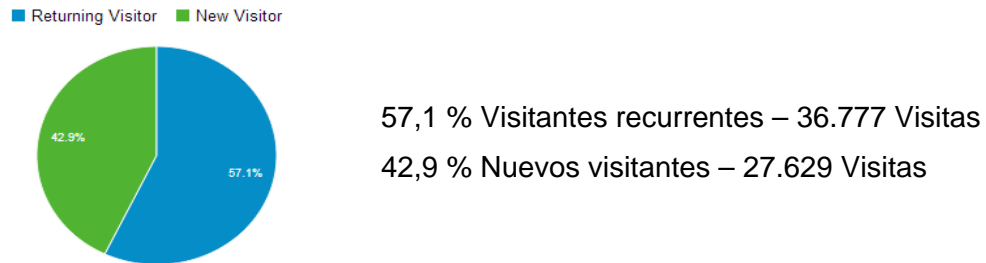 Returning Visitor New Visitor
42.9%
57.1%
57,1 % Visitantes recurrentes – 36.777 Visitas
42,9 % Nuevos visitantes – 27.629 Visitas